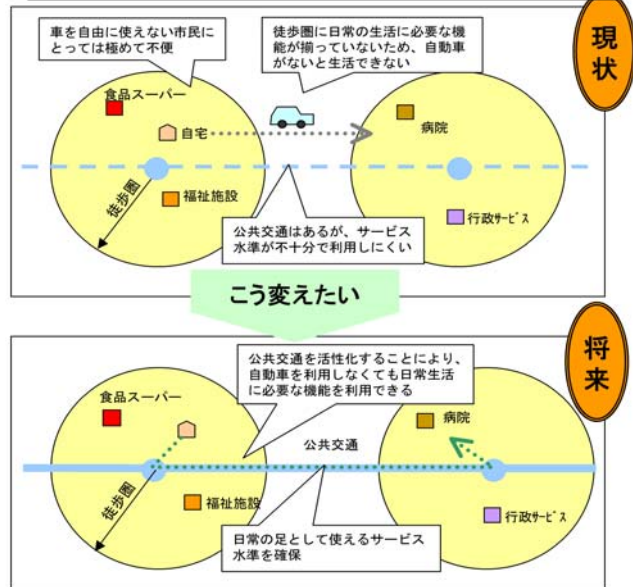 現状
車を自由に使えない市民に
とっては極めて不便
徒歩圏に日常の生活に必要な機
能が揃っていないため、自動車
がないと生活できない
食品スーパー
自宅
病院
徒歩圏
福祉施設
行政サービス
公共交通はあるが、サービス
水準が不十分で利用しにくい
こう変えたい
将来
公共交通を活性化することにより、
自動車を利用しなくても日常生活
に必要な機能を利用できる
食品スーパー
病院
公共交通
徒歩圏
福祉施設
行政サービス
日常の足として使えるサービス
水準を確保